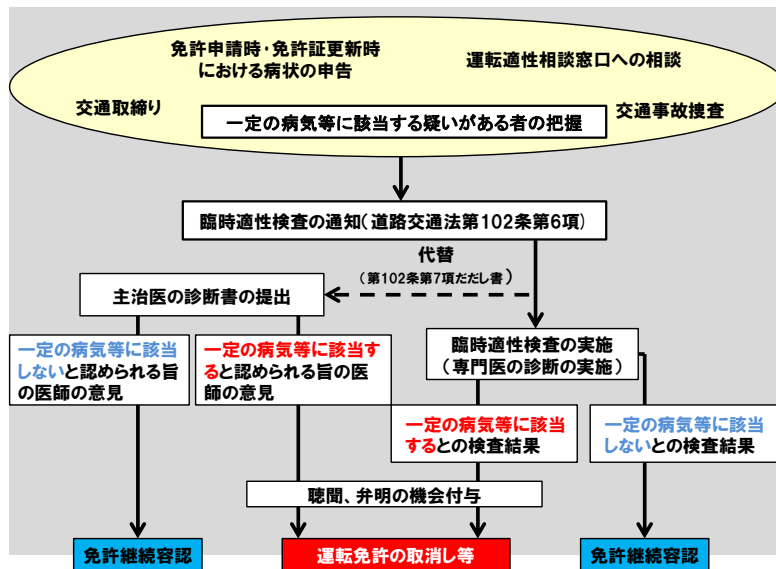 免許申請時・免許証更新時
における病状の申告
運転適性相談窓口への相談
交通取締り
交通事故捜査
一定の病気等に該当する疑いがある者の把握
臨時適性検査の通知(道路交通法第102条第6項)
代替
(第102条第7項だだし書)
主治医の診断書の提出
一定の病気等に該当
しないと認められる旨
の医師の意見
一定の病気等に該当す
ると認められる旨の医
師の意見
臨時適性検査の実施
(専門医の診断の実施)
一定の病気等に該当
するとの検査結果
一定の病気等に該当
しないとの検査結果
聴聞、弁明の機会付与
免許継続容認
運転免許の取消し等
免許継続容認